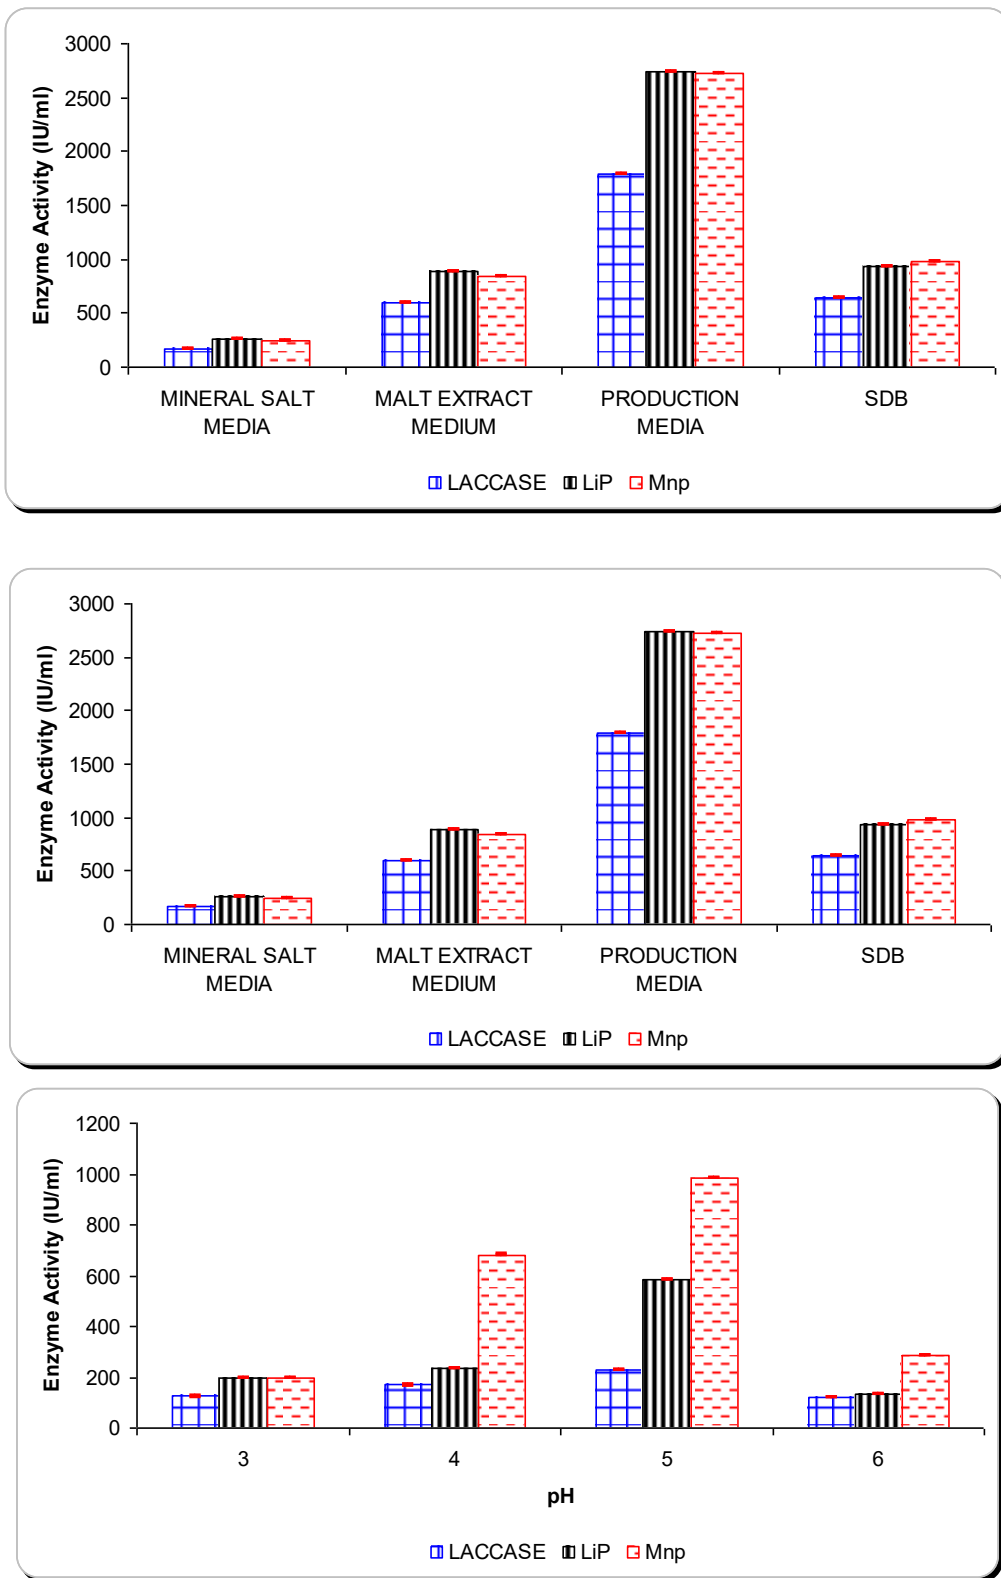 3000
2500
2000
1500
1000
500
0
Enzyme Activity (IU/ml)
MINERAL SALT MEDIA
MALT EXTRACT MEDIUM
PRODUCTION MEDIA
SDB
LACCASE LiP Mnp
3000
2500
2000
1500
1000
500
0
Enzyme Activity (IU/ml)
MINERAL SALT MEDIA
MALT EXTRACT MEDIUM
PRODUCTION MEDIA
SDB
LACCASE LiP Mnp
1200
1000
800
600
400
200
0
Enzyme Activity (IU/ml)
3 4 5 6
pH
LACCASE LiP Mnp